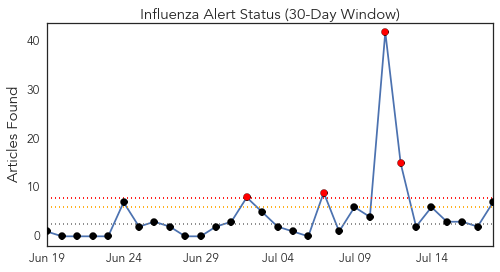 Influenza Alert Status (30-Day Window)
Articles Found
40
30
20
10
0
Jun 19 Jun 24 Jun 29 Jul 04 Jul 09 Jul 14